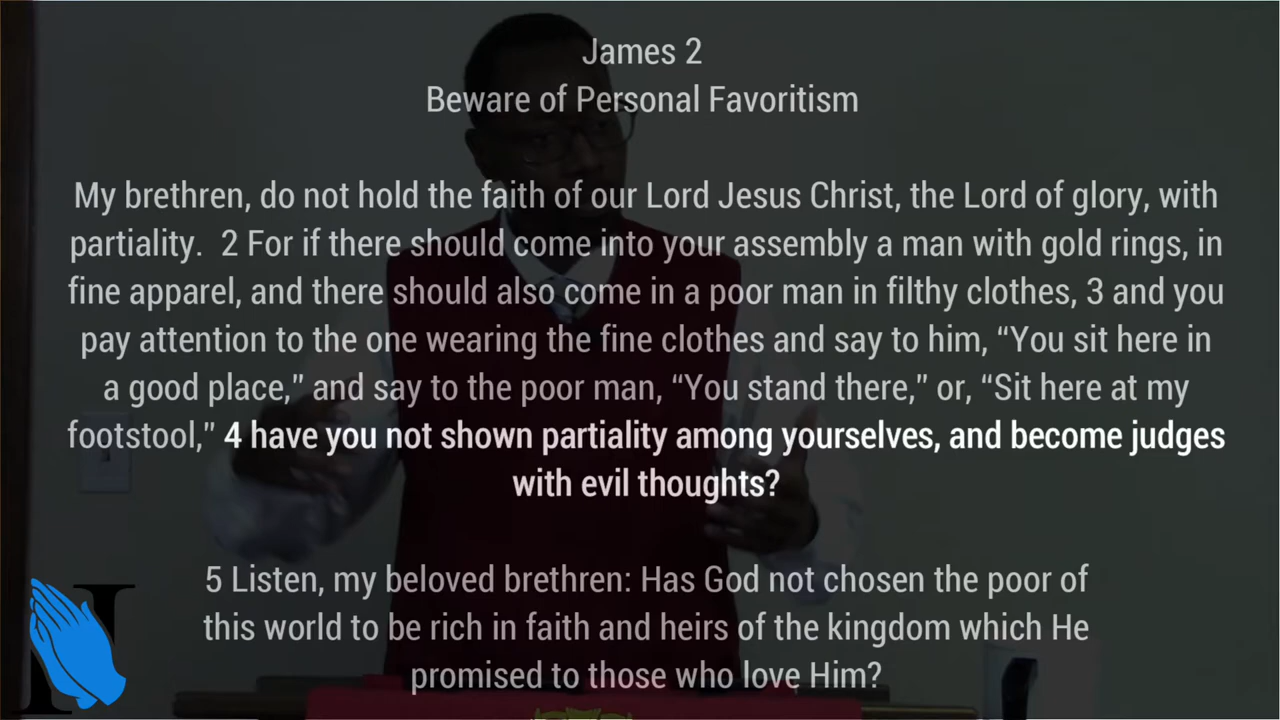 James 2
Beware of Personal Favoritism
My brethren, do not hold the faith of our Lord Jesus Christ, the Lord of glory, with
partiality.  2 For if there should come into your assembly a man with gold rings, in
fine apparel, and there should also come in a poor man in filthy clothes, 3 and you
pay attention to the one wearing the fine clothes and say to him, “You sit here in
a good place,” and say to the poor man, “You stand there,” or, “Sit here at my
footstool,” 4 have you not shown partiality among yourselves, and become judges
with evil thoughts?
5 Listen, my beloved brethren: Has God not chosen the poor of
this world to be rich in faith and heirs of the kingdom which He
promised to those who love Him?